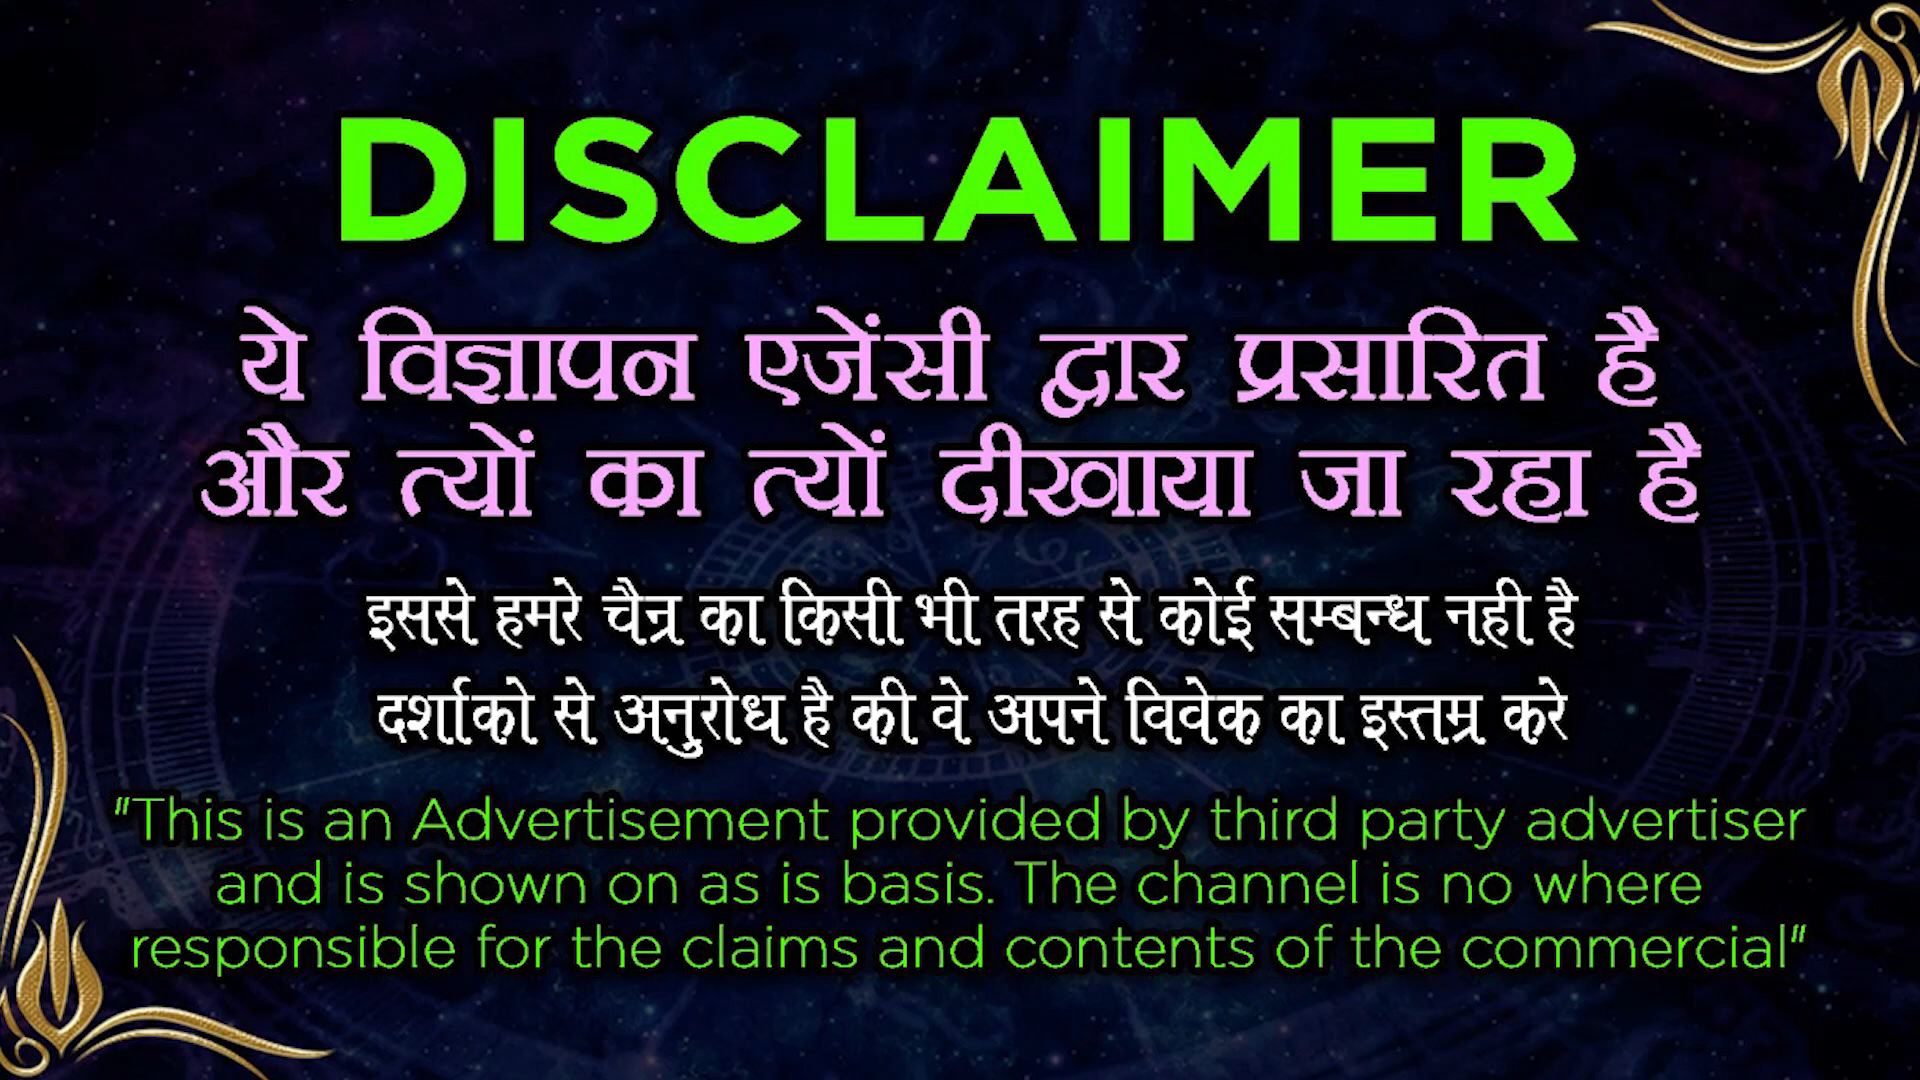 DISCLAIMER
ये विज्ञापन एजेंसी द्वार प्रसारित है
और त्यों का त्यों दीखाया जा रहा है
इससे हमरे चैन्र का किसी भी तरह से कोई सम्बन्ध नही है
दर्शाको से अनुरोध है की वे अपने विवेक का इस्तम्र करे
"This is an Advertisement provided by third party advertiser
and is shown on as is basis. The channel is no where
responsible for the claims and contents of the commercial"